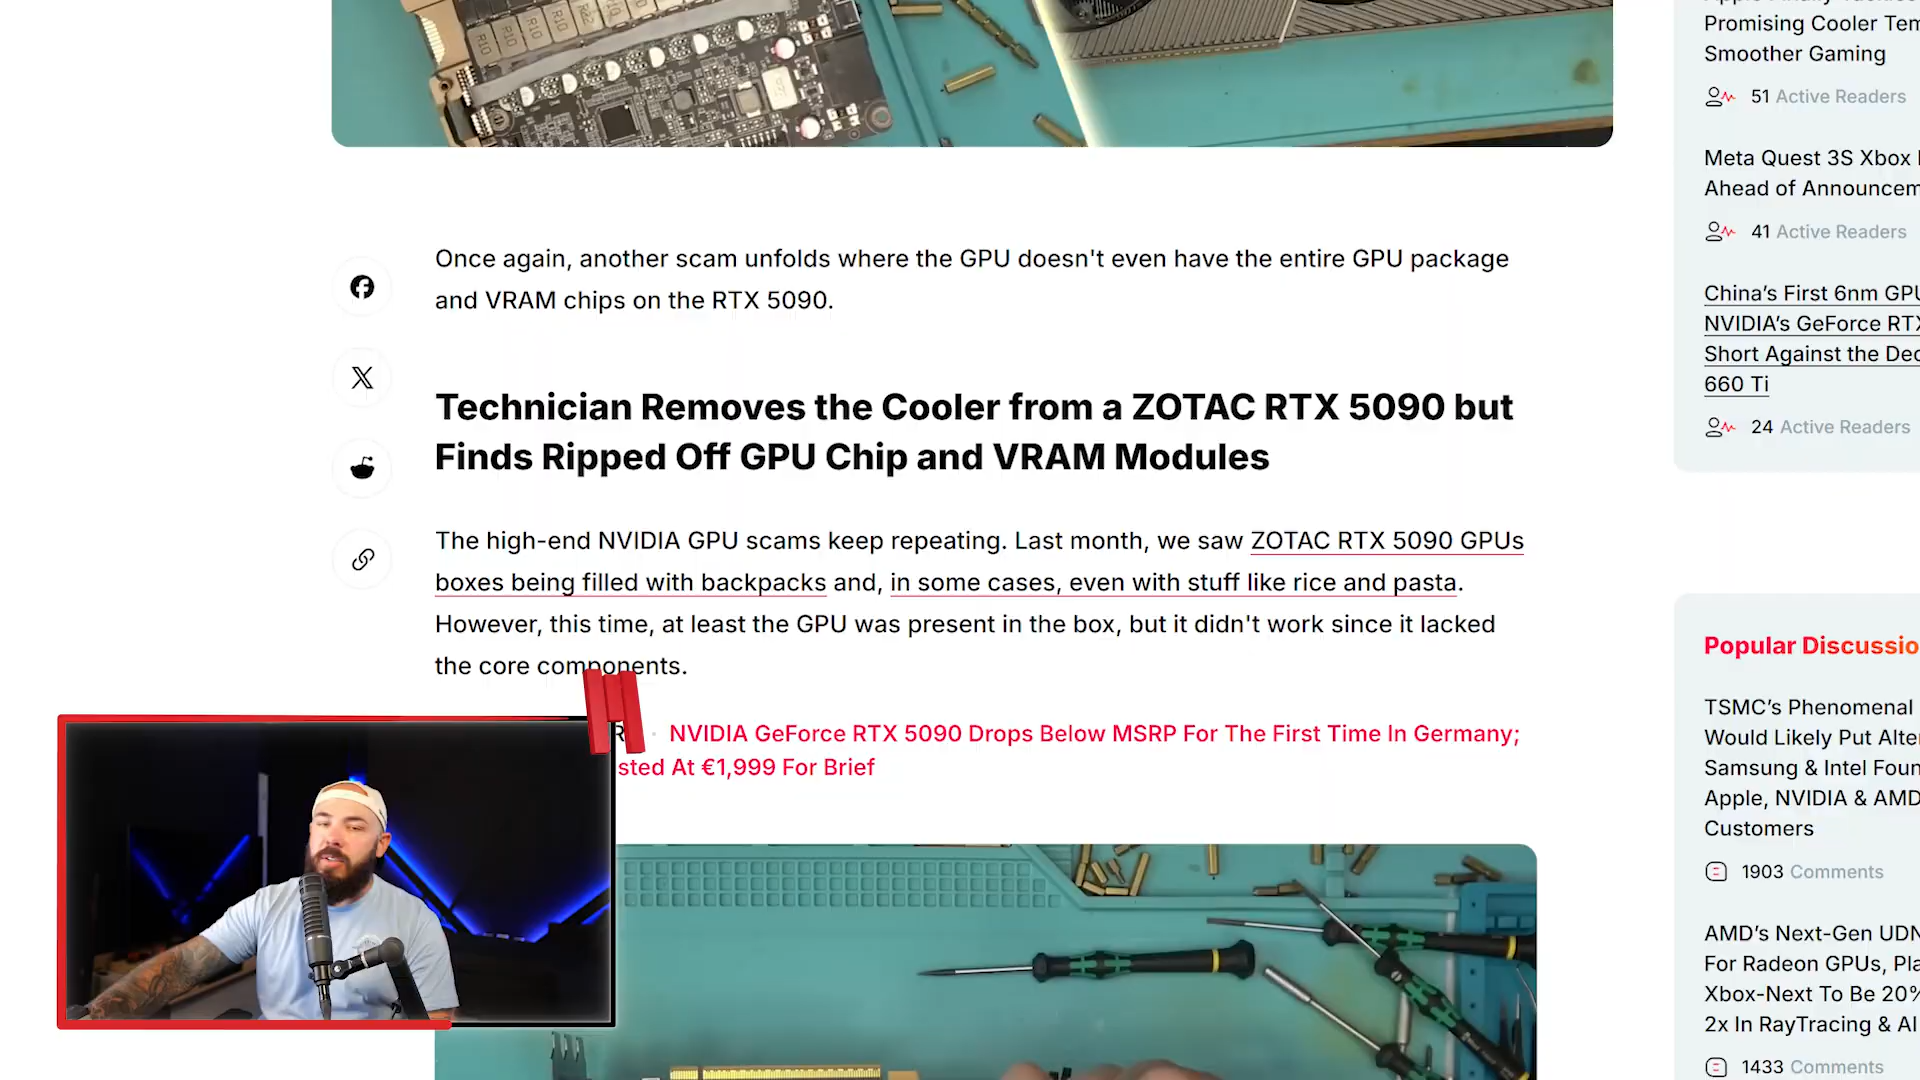 Once again, another scam unfolds where the GPU doesn't even have the entire GPU package
and VRAM chips on the RTX 5090.
Technician Removes the Cooler from a ZOTAC RTX 5090 but
Finds Ripped Off GPU Chip and VRAM Modules
The high-end NVIDIA GPU scams keep repeating. Last month, we saw ZOTAC RTX 5090 GPUs
boxes being filled with backpacks and, in some cases, even with stuff like rice and pasta.
However, this time, at least the GPU was present in the box, but it didn't work since it lacked
the core components.
NVIDIA GeForce RTX 5090 Drops Below MSRP For The First Time In Germany;
sted At €1,999 For Brief
Promising Cooler Tem
Smoother Gaming
51 Active Readers
Meta Quest 3S Xbox
Ahead of Announcem
41 Active Readers
China's First 6nm GPU
NVIDIA's GeForce RTX
Short Against the Dec
660 Ti
24 Active Readers
Popular Discussio
TSMC's Phenomenal
Would Likely Put Alte
Samsung & Intel Foun
Apple, NVIDIA & AMD
Customers
1903 Comments
AMD's Next-Gen UDN
For Radeon GPUs, Pla
Xbox-Next To Be 20%
2x In RayTracing & AI
1433 Comments